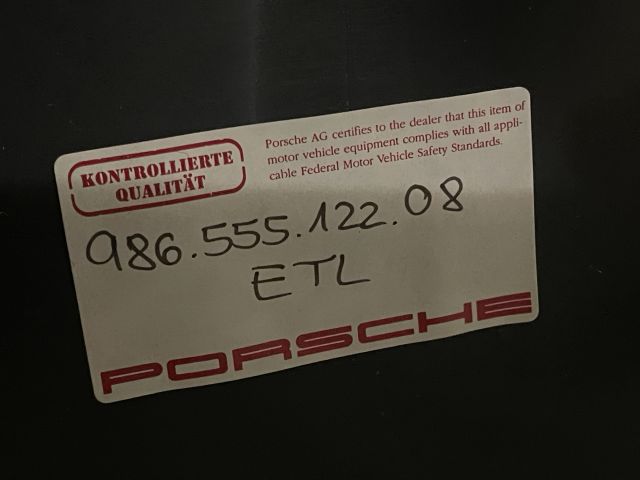 KONTROLLIERTE
QUALITÄT
Porsche AG certifies to the dealer that this item of
motor vehicle equipment complies with all appli-
cable Federal Motor Vehicle Safety Standards.
986.555.122.08
ETL
PORSCHE